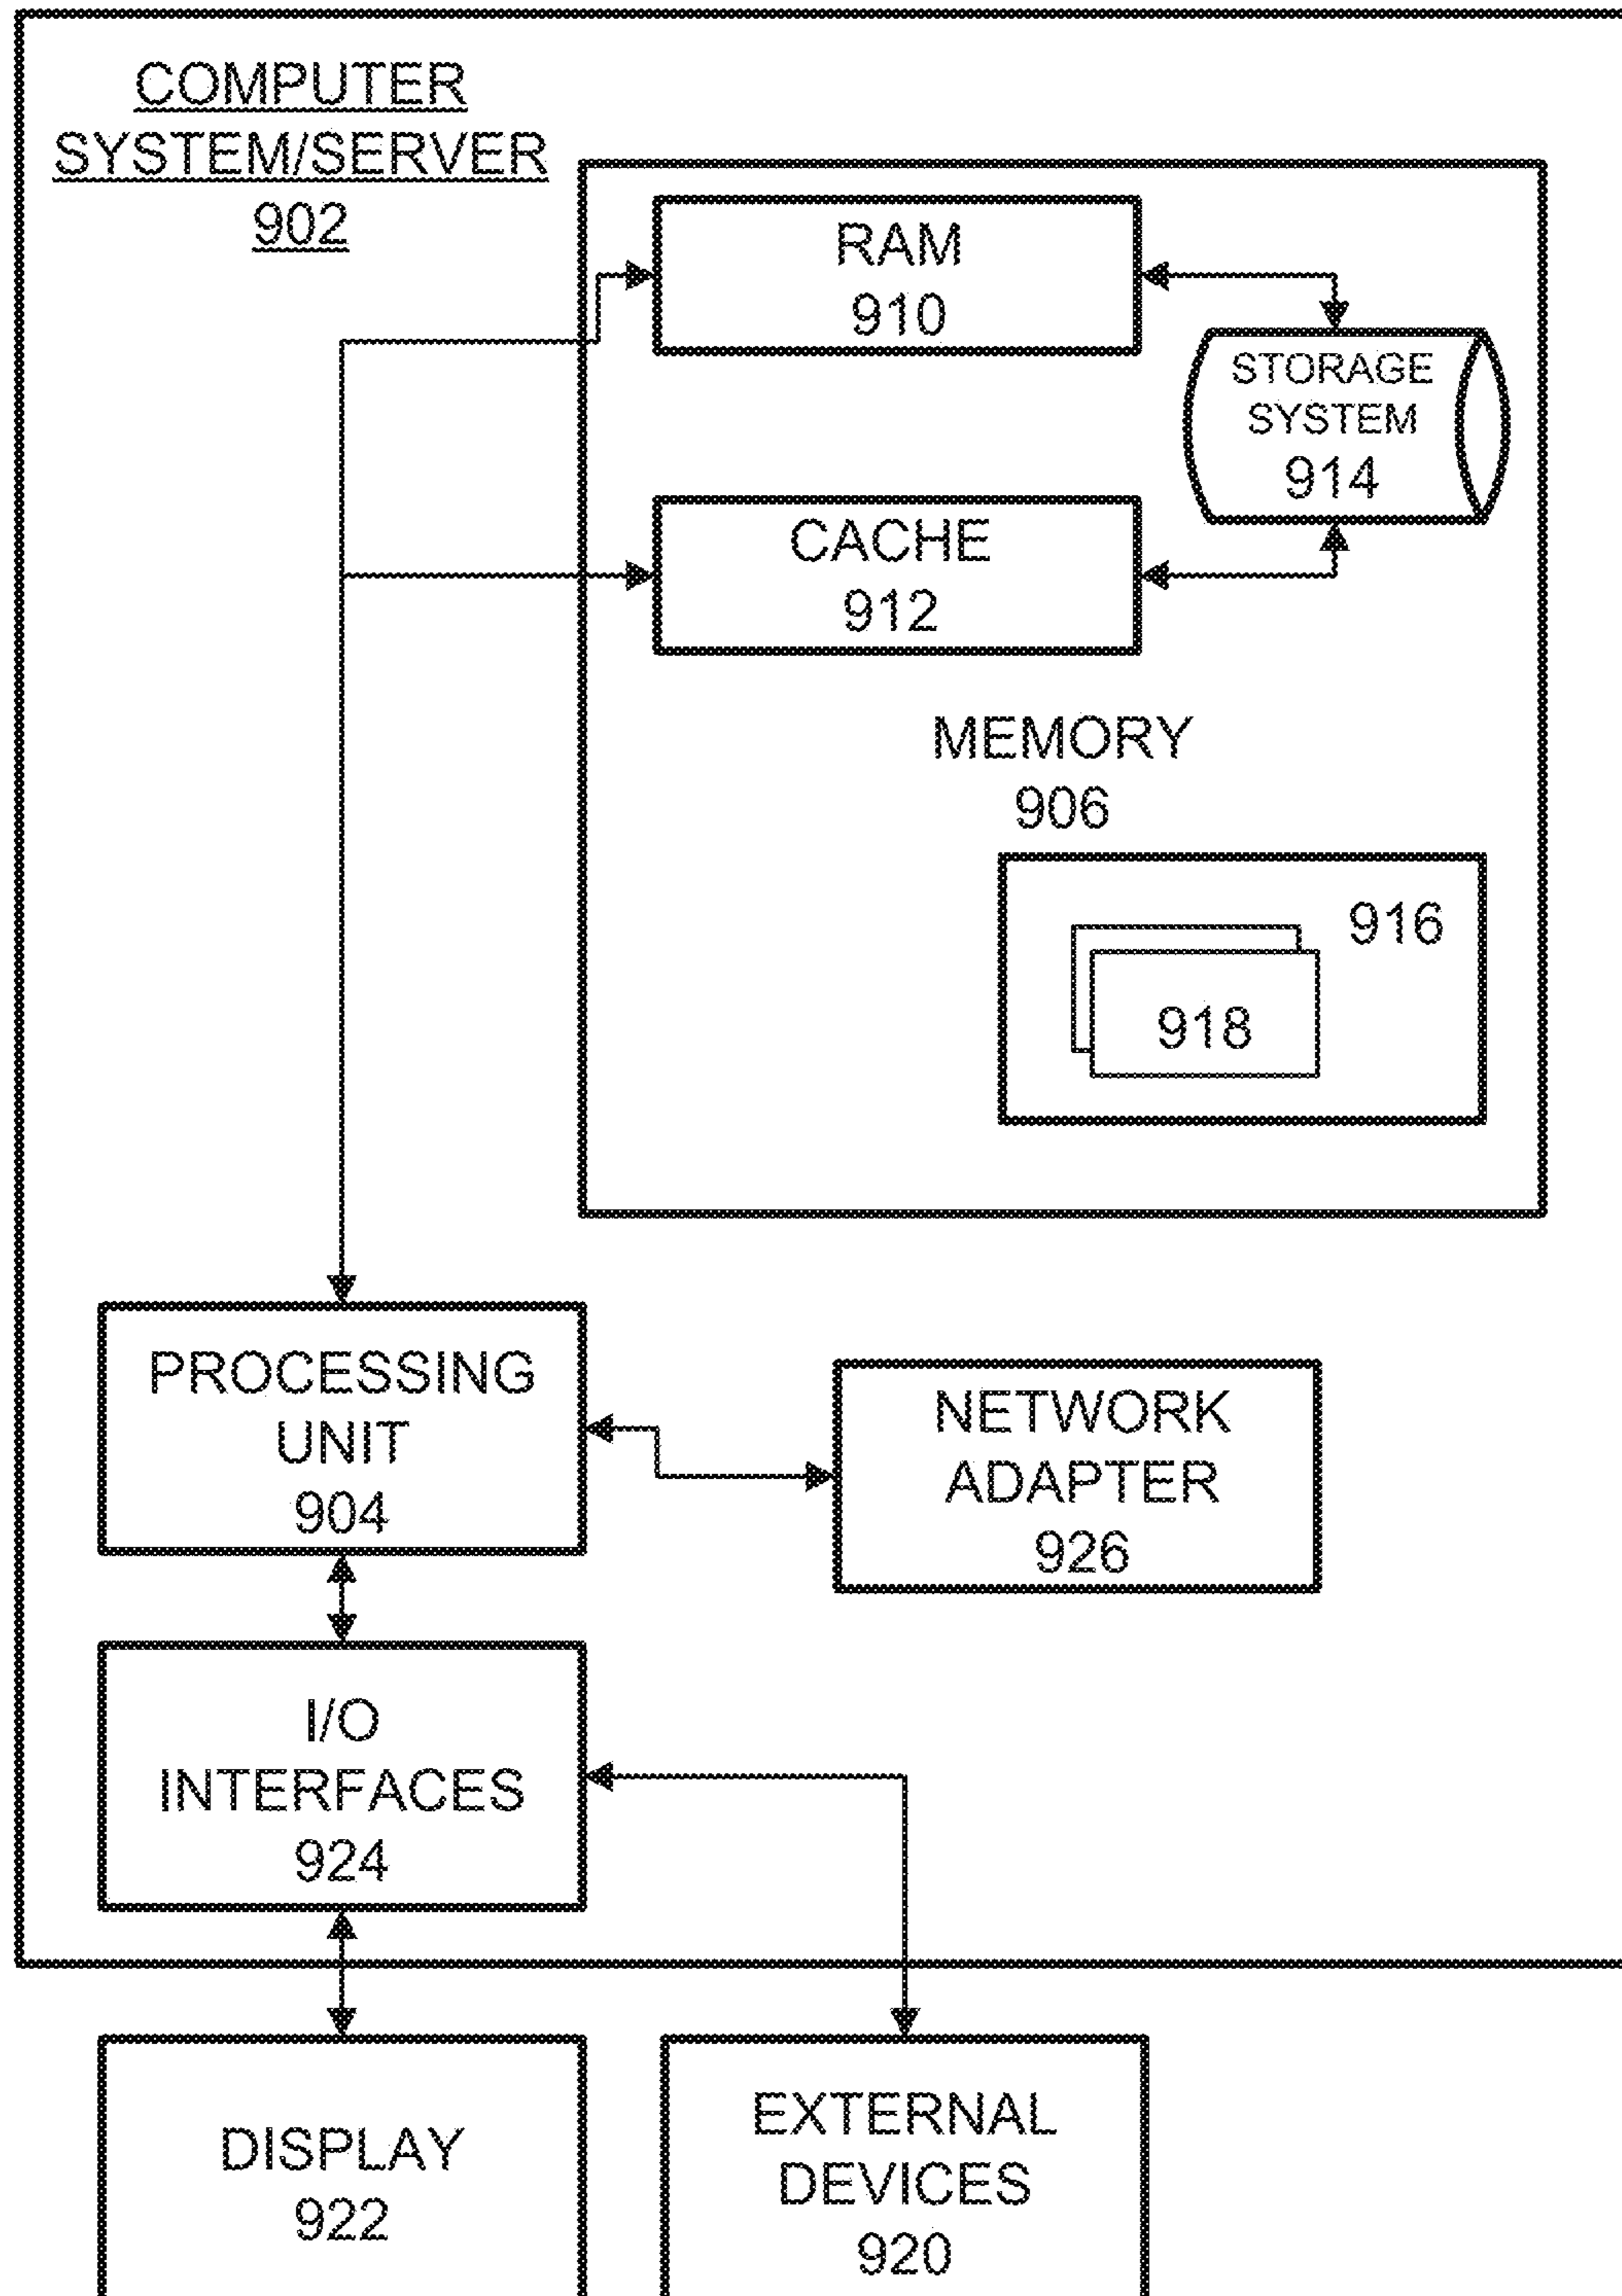 COMPUTER
SYSTEM/SERVER
902
RAM
910
STORAGE
SYSTEM
914
CACHE
912
MEMORY
906
916
918
PROCESSING
UNIT
904
NETWORK
ADAPTER
926
I/O
INTERFACES
924
DISPLAY
922
EXTERNAL
DEVICES
920